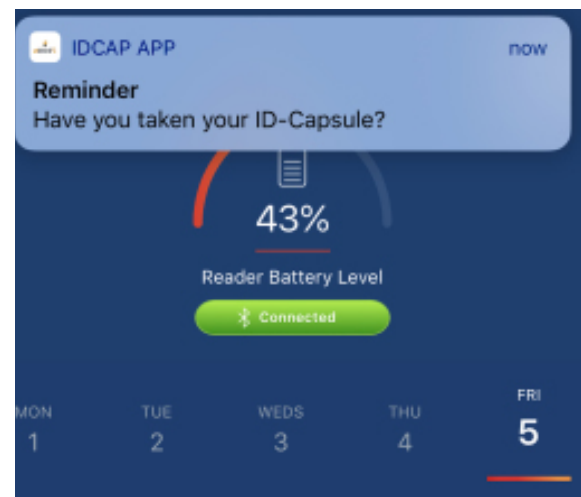 IDCAP APP now
Reminder
Have you taken your ID-Capsule?
43%
Reader Battery Level
Connected
MON TUE WEDS THU FRI
1 2 3 4 5